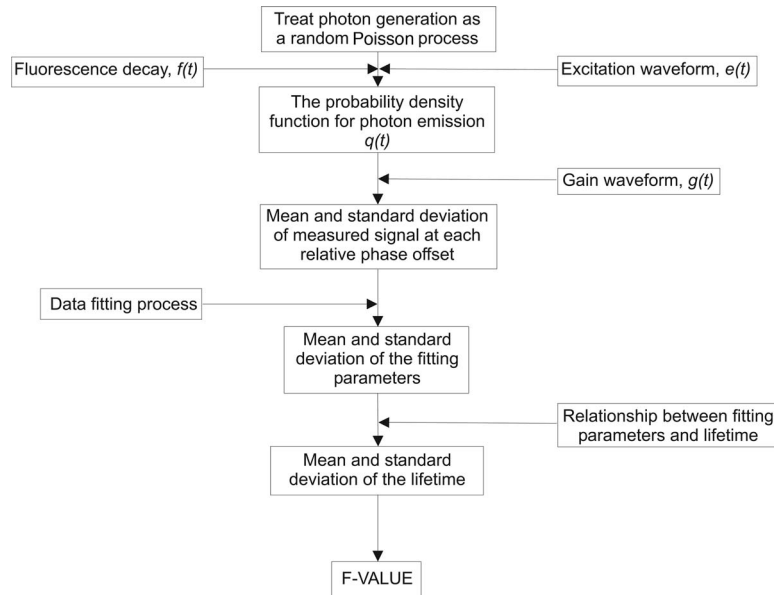 Treat photon generation as
a random Poisson process
Fluorescence decay, f(t)
Excitation waveform, e(t)
The probability density
function for photon emission
q(t)
Gain waveform, g(t)
Mean and standard deviation
of measured signal at each
relative phase offset
Data fitting process
Mean and standard
deviation of the fitting
parameters
Relationship between fitting
parameters and lifetime
Mean and standard
deviation of the lifetime
F-VALUE